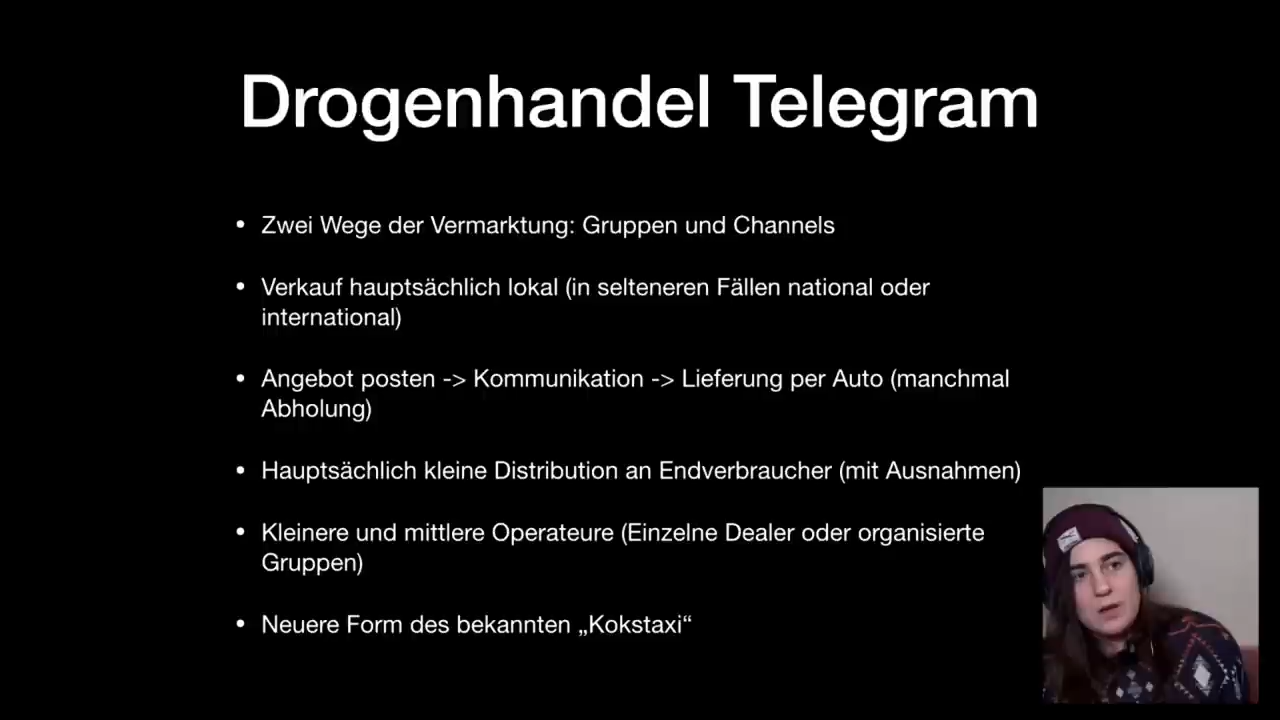 Drogenhandel Telegram
• Zwei Wege der Vermarktung: Gruppen und Channels
• Verkauf hauptsächlich lokal (in selteneren Fällen national oder
international)
• Angebot posten -> Kommunikation -> Lieferung per Auto (manchmal
Abholung)
• Hauptsächlich kleine Distribution an Endverbraucher (mit Ausnahmen)
• Kleinere und mittlere Operateure (Einzelne Dealer oder organisierte
Gruppen)
• Neuere Form des bekannten „Kokstaxi“